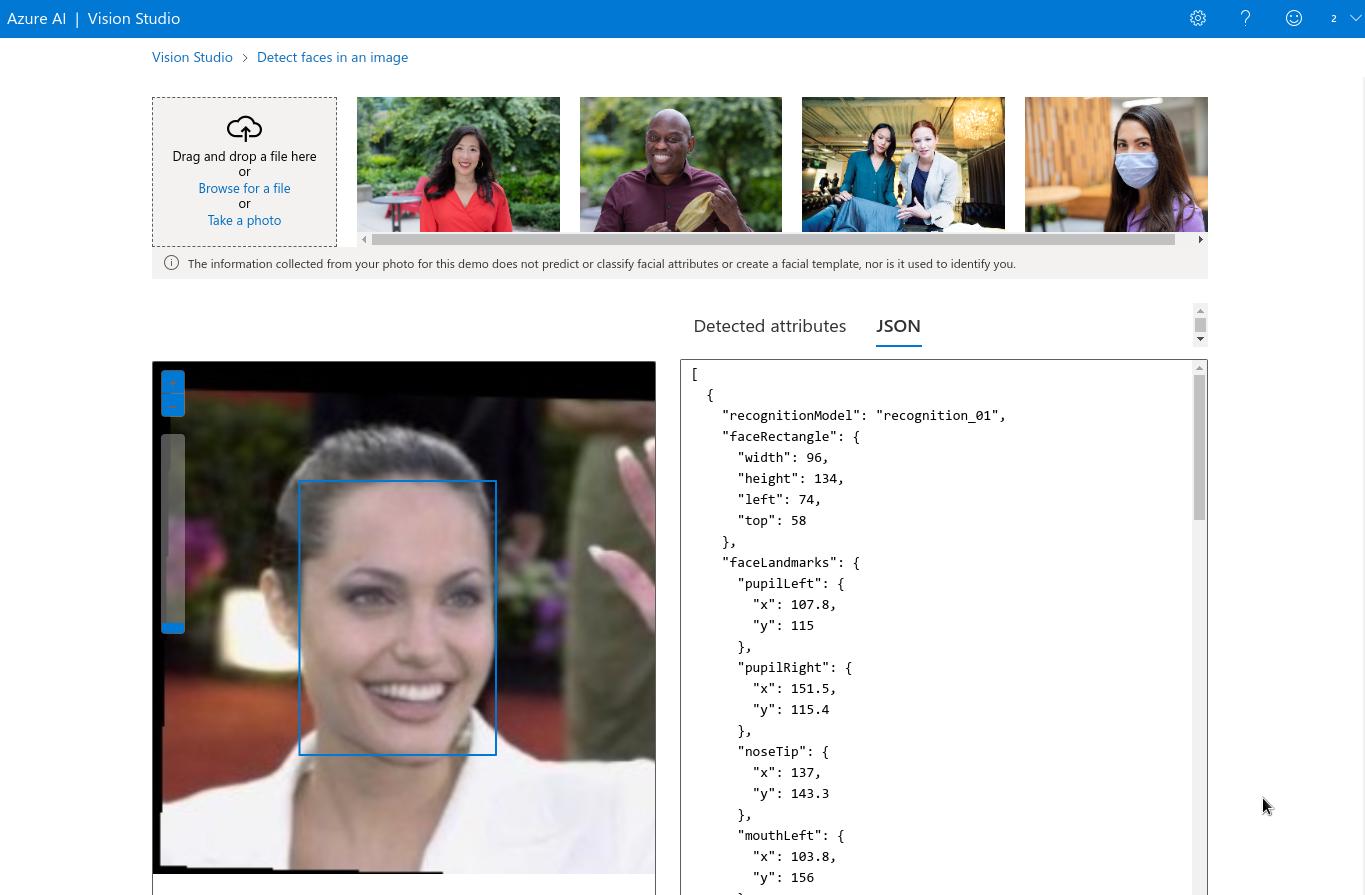 Azure AI | Vision Studio
2
Vision Studio > Detect faces in an image
Drag and drop a file here
or
Browse for a file
or
Take a photo
The information collected from your photo for this demo does not predict or classify facial attributes or create a facial template, nor is it used to identify you.
Detected attributes
JSON
[
{
"recognitionModel": "recognition_01",
"faceRectangle": {
"width": 96,
"height": 134,
"left": 74,
"top": 58
},
"faceLandmarks": {
"pupilLeft": {
"x": 107.8,
"y": 115
},
"pupilRight": {
"x": 151.5,
"y": 115.4
},
"noseTip": {
"x": 137,
"y": 143.3
},
"mouthLeft": {
"x": 103.8,
"y": 156